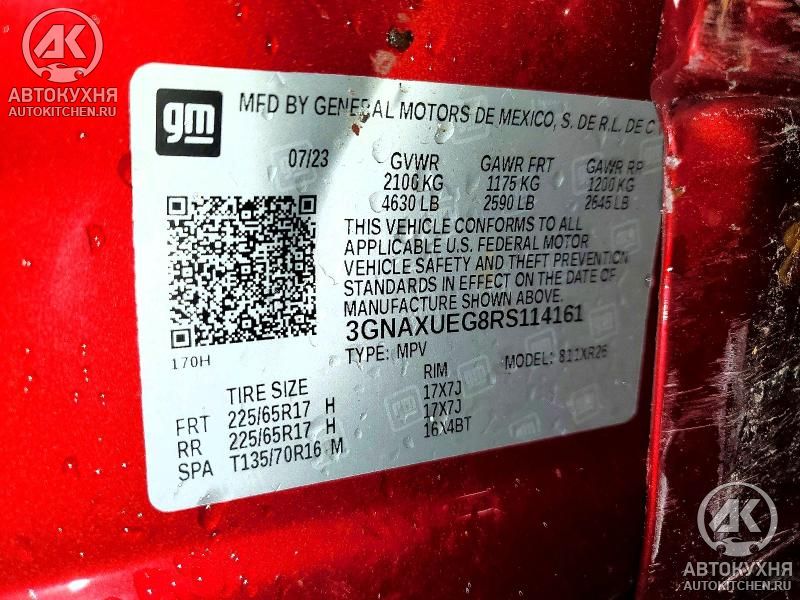 АК
АВТОКУХНЯ
AUTOKITCHEN.RU
gm
MFD BY GENERAL MOTORS DE MEXICO, S. DE R.L. DE C
07/23 GVWR GAWR FRT GAWR RR
2100 KG 1175 KG 1200 KG
4630 LB 2590 LB 2645 LB
THIS VEHICLE CONFORMS TO ALL
APPLICABLE U.S. FEDERAL MOTOR
VEHICLE SAFETY AND THEFT PREVENTION
STANDARDS IN EFFECT ON THE DATE OF
MANUFACTURE SHOWN ABOVE.
3GNAXUEG8RS114161
170H
TYPE: MPV MODEL: 811XR26
TIRE SIZE RIM
FRT 225/65R17 H 17X7J
RR 225/65R17 H 17X7J
SPA T135/70R16 M 16X4BT
АК
АВТОКУХНЯ
AUTOKITCHEN.RU